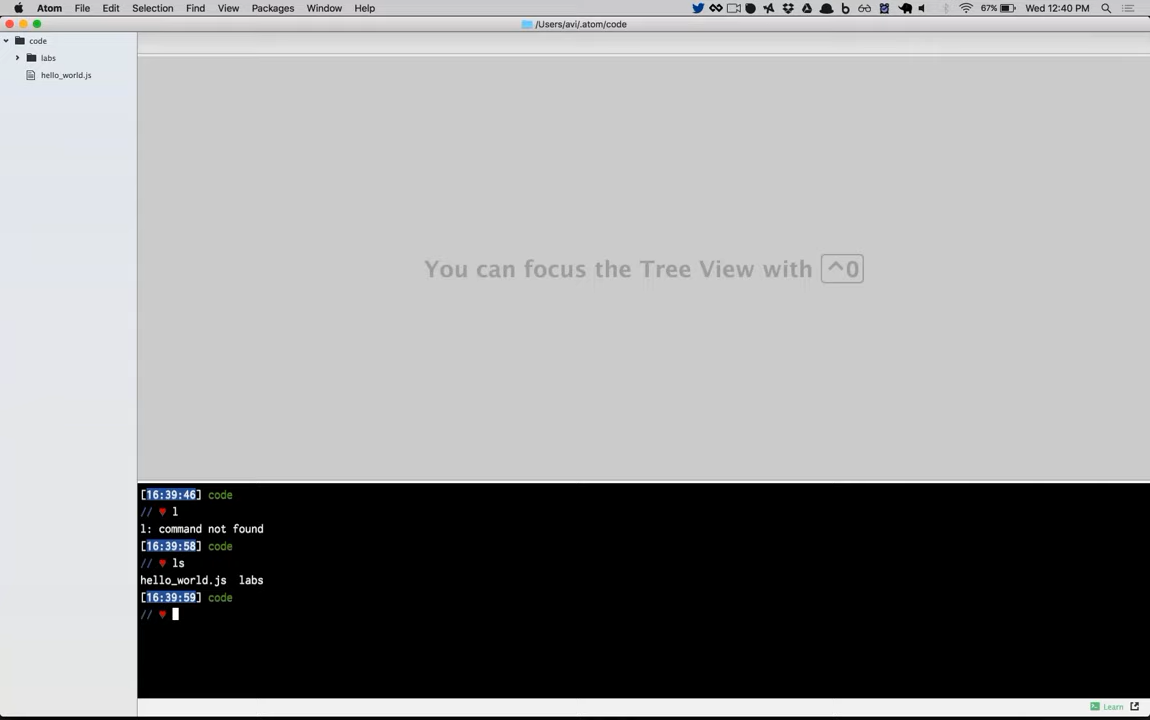 Atom File Edit Selection Find View Packages Window Help 67% Wed 12:40 PM
/Users/avi/.atom/code
code
labs
hello_world.js
You can focus the Tree View with ^0
[16:39:46] code
// ♥ l
l: command not found
[16:39:58] code
// ♥ ls
hello_world.js labs
[16:39:59] code
// ♥
Learn